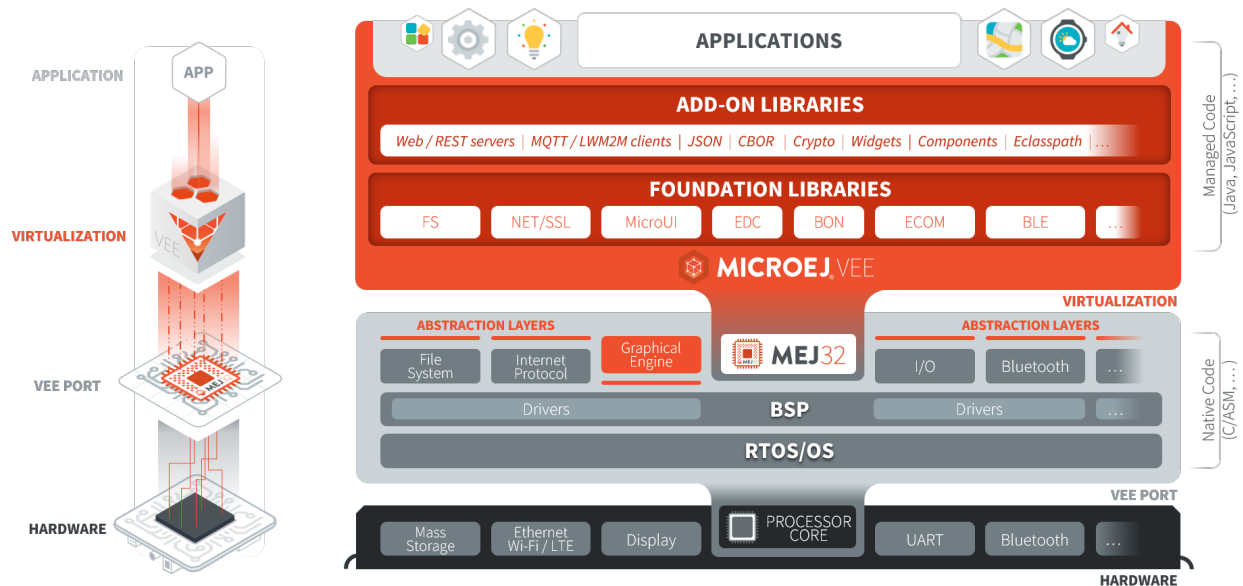 APPLICATION
APP
VIRTUALIZATION
VEE
VEE PORT
MEJ
HARDWARE
APPLICATIONS
ADD-ON LIBRARIES
Web / REST servers | MQTT / LWM2M clients | JSON | CBOR | Crypto | Widgets | Components | Eclasspath | ...
FOUNDATION LIBRARIES
FS NET/SSL MicroUI EDC BON ECOM BLE ...
MICROEJ® VEE
VIRTUALIZATION
ABSTRACTION LAYERS
ABSTRACTION LAYERS
File
System
Internet
Protocol
Graphical
Engine
MEJ
MEJ32
I/O
Bluetooth
...
Drivers
BSP
Drivers
...
RTOS/OS
VEE PORT
Mass
Storage
Ethernet
Wi-Fi / LTE
Display
PROCESSOR
CORE
UART
Bluetooth
...
HARDWARE
Managed Code
(Java, JavaScript, ...)
Native Code
(C/ASM, ...)